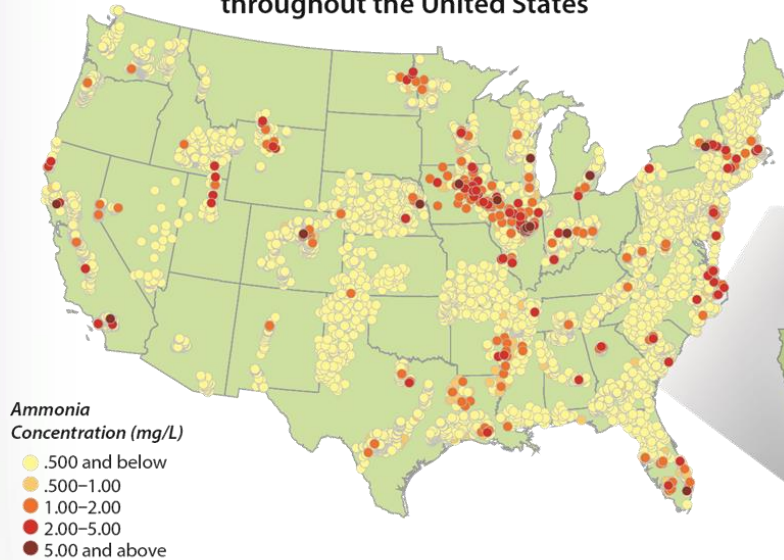 throughout the United States
Ammonia
Concentration (mg/L)
.500 and below
.500–1.00
1.00–2.00
2.00–5.00
5.00 and above